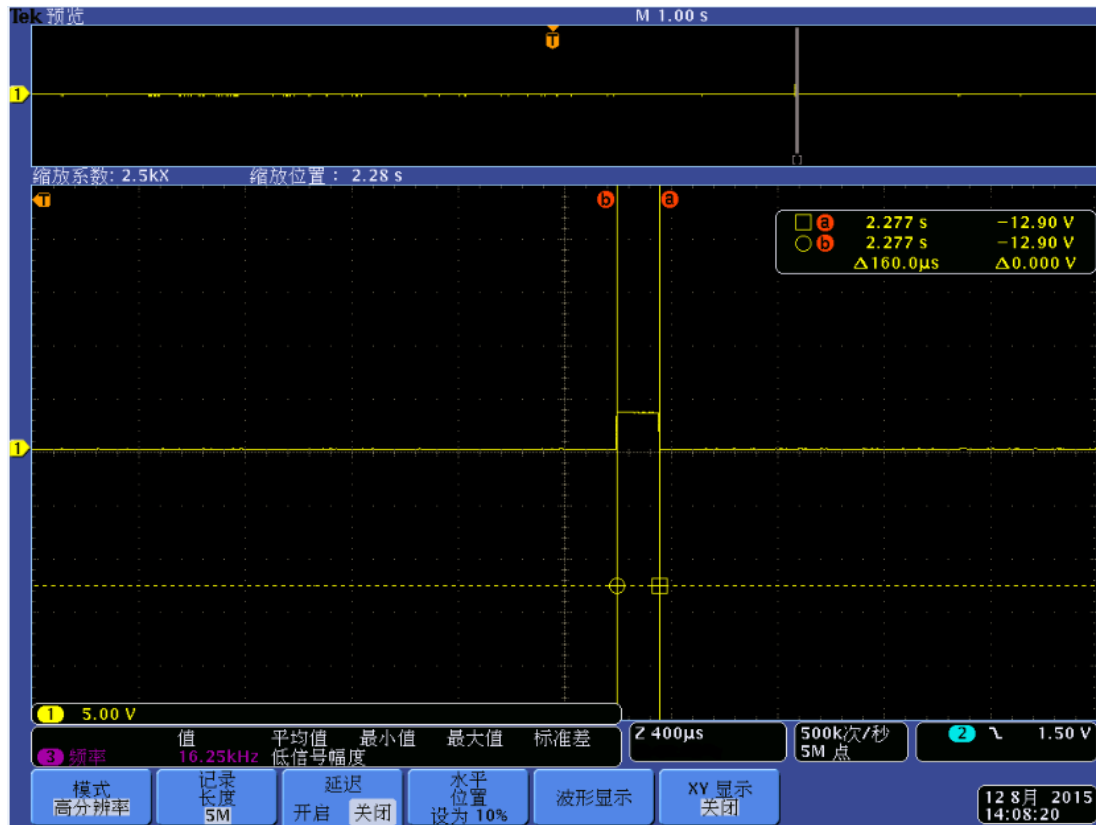 Tek 预览 M 1.00 s
T
1
缩放系数: 2.5kX 缩放位置: 2.28 s
T b a
a 2.277 s −12.90 V
b 2.277 s −12.90 V
Δ160.0μs Δ0.000 V
1
1 5.00 V
值 平均值 最小值 最大值 标准差
3 频率 16.25kHz 低信号幅度
Z 400μs
500k次/秒
5M 点
2 1.50 V
模式
高分辨率
记录
长度
5M
延迟
开启 关闭
水平
位置
设为 10%
波形显示
XY 显示
关闭
12 8月 2015
14:08:20